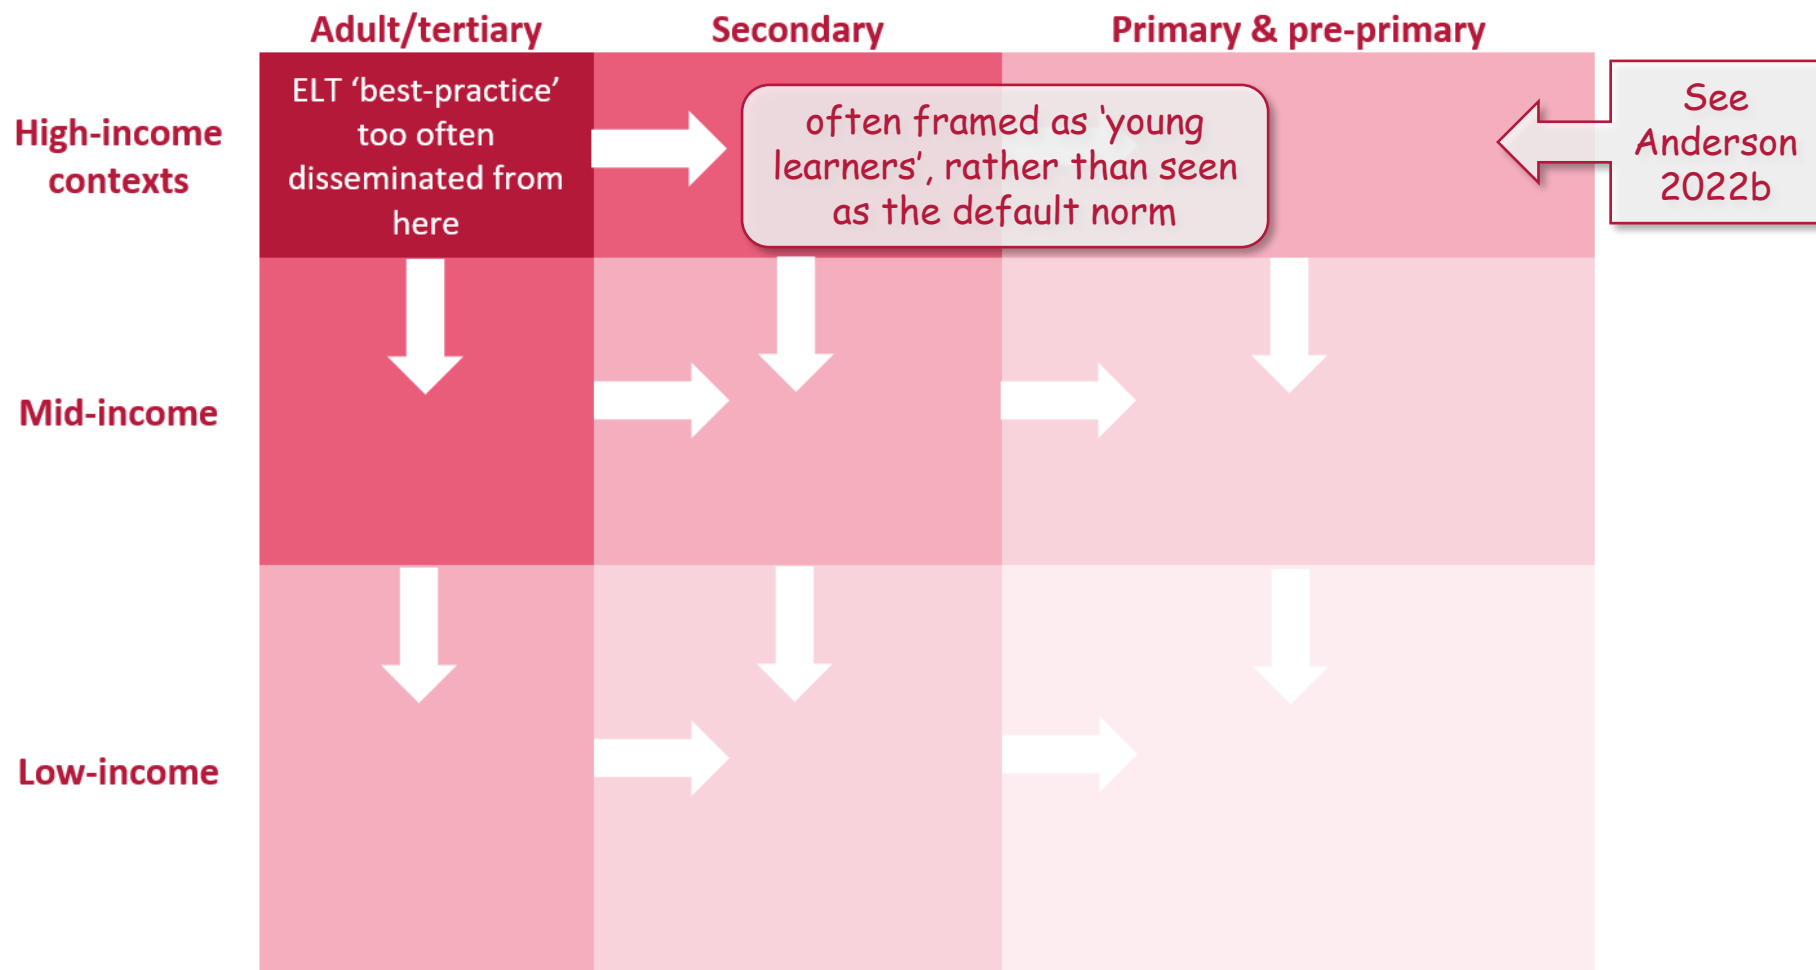 Adult/tertiary
Secondary
Primary & pre-primary
High-income
contexts
ELT ‘best-practice’
too often
disseminated from
here
often framed as ‘young
learners’, rather than seen
as the default norm
See
Anderson
2022b
Mid-income
Low-income